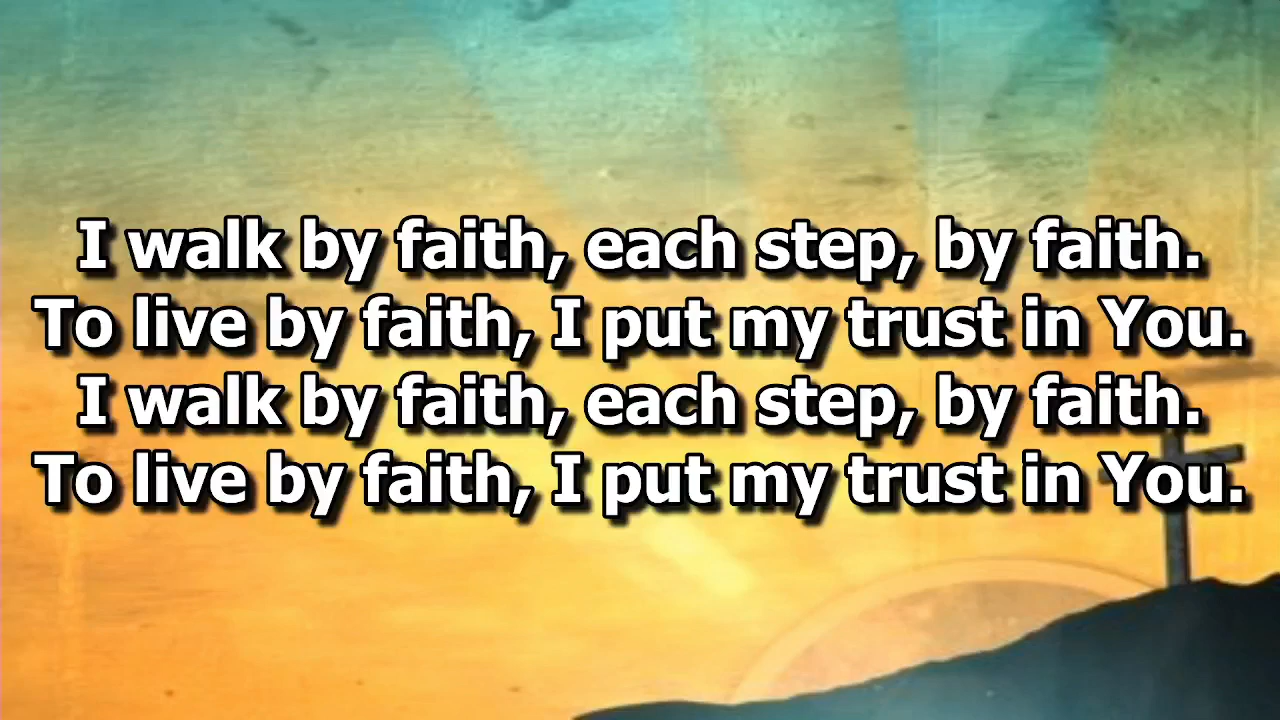 I walk by faith, each step, by faith.
To live by faith, I put my trust in You.
I walk by faith, each step, by faith.
To live by faith, I put my trust in You.